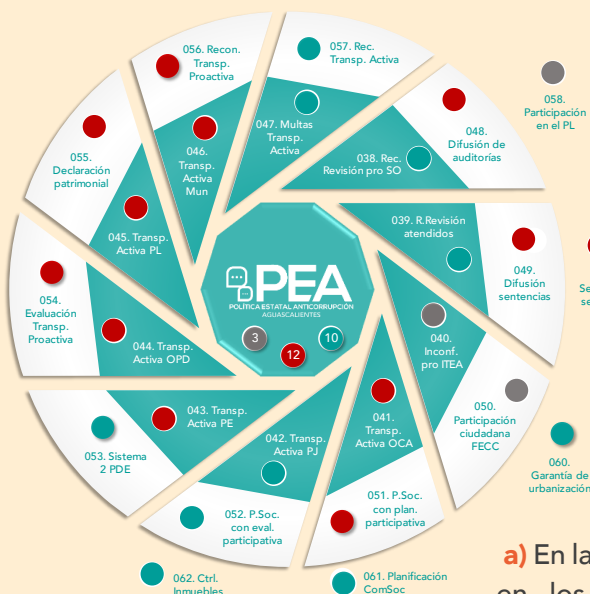 056. Recon.
Transp.
Proactiva
057. Rec.
Transp. Activa
058.
Participación
en el PL
048.
Difusión de
auditorías
047. Multas
Transp.
Activa
046.
Transp.
Activa
Mun
038. Rec.
Revisión pro SO
055.
Declaración
patrimonial
045. Transp.
Activa PL
039. R.Revisión
atendidos
049.
Difusión
sentencias
PEA
POLÍTICA ESTATAL ANTICORRUPCIÓN
AGUASCALIENTES
3
12
10
054.
Evaluación
Transp.
Proactiva
044. Transp.
Activa OPD
040.
Inconf.
pro ITEA
050.
Participación
ciudadana
FECC
043. Transp.
Activa PE
042. Transp.
Activa PJ
041.
Transp.
Activa OCA
053. Sistema
2 PDE
052. P.Soc.
con eval.
participativa
051. P.Soc.
con plan.
participativa
060.
Garantía de
urbanización
062. Ctrl.
Inmuebles
061. Planificación
ComSoc
a) En la
en los